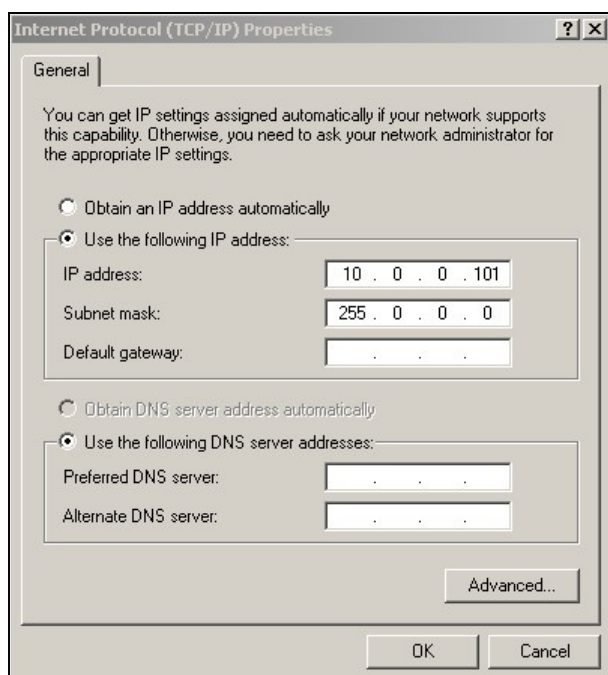 Internet Protocol (TCP/IP) Properties
General
You can get IP settings assigned automatically if your network supports
this capability. Otherwise, you need to ask your network administrator for
the appropriate IP settings.
Obtain an IP address automatically
Use the following IP address:
IP address: 10 . 0 . 0 . 101
Subnet mask: 255 . 0 . 0 . 0
Default gateway: . . .
Obtain DNS server address automatically
Use the following DNS server addresses:
Preferred DNS server: . . .
Alternate DNS server: . . .
Advanced...
OK Cancel